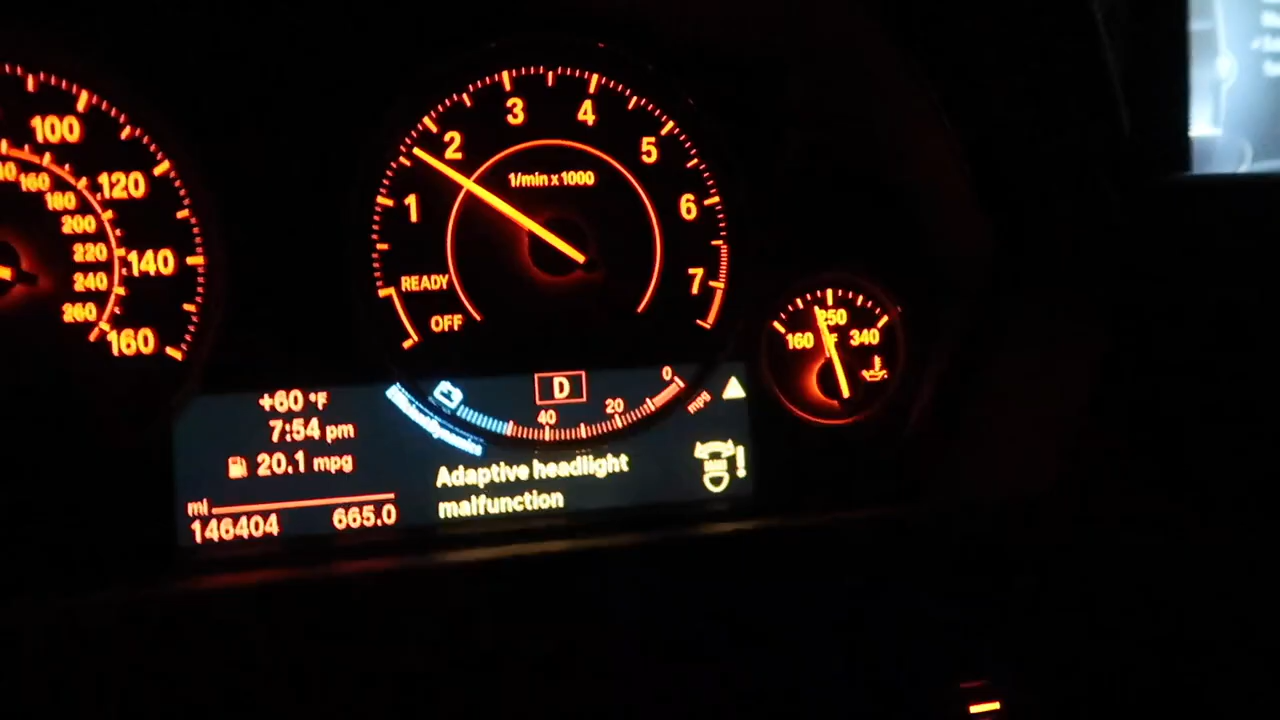 100
120
140
160
160
180
200
220
240
260
1
2
3
4
5
6
7
1/min x 1000
READY
OFF
160
250
340
°F
+60 °F
7:54 pm
20.1 mpg
mi
146404 665.0
D
40
20
0
mpg
EfficientDynamics
Adaptive headlight
malfunction